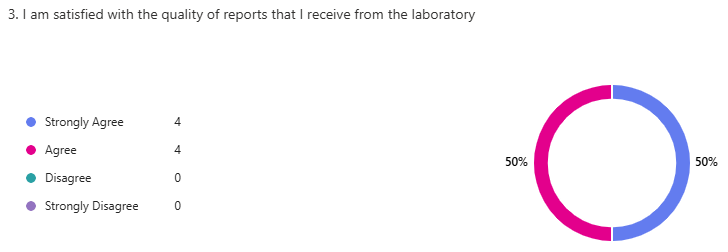 3. I am satisfied with the quality of reports that I receive from the laboratory
Strongly Agree 4
Agree 4
Disagree 0
Strongly Disagree 0
50% 50%